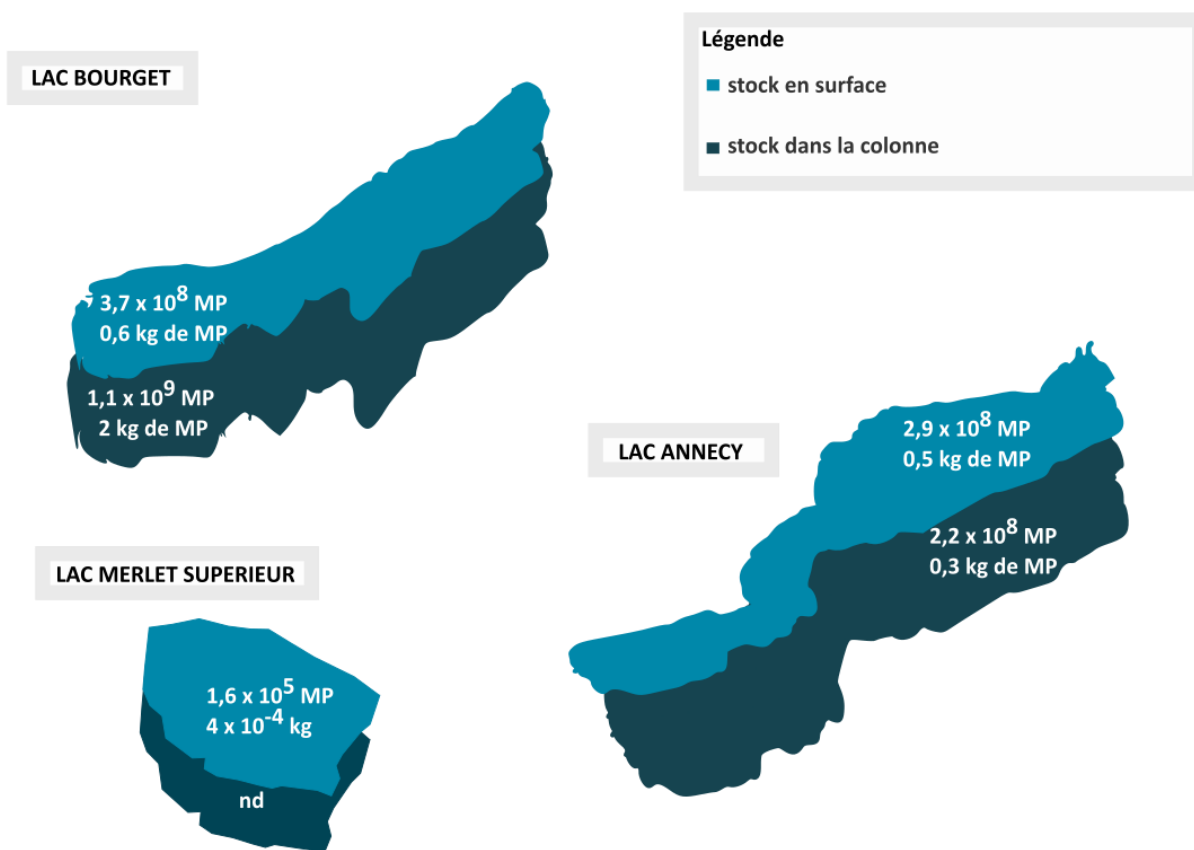 LAC BOURGET
Légende
stock en surface
stock dans la colonne
3,7 x 10⁸ MP
0,6 kg de MP
1,1 x 10⁹ MP
2 kg de MP
LAC ANNECY
2,9 x 10⁸ MP
0,5 kg de MP
2,2 x 10⁸ MP
0,3 kg de MP
LAC MERLET SUPERIEUR
1,6 x 10⁵ MP
4 x 10⁻⁴ kg
nd